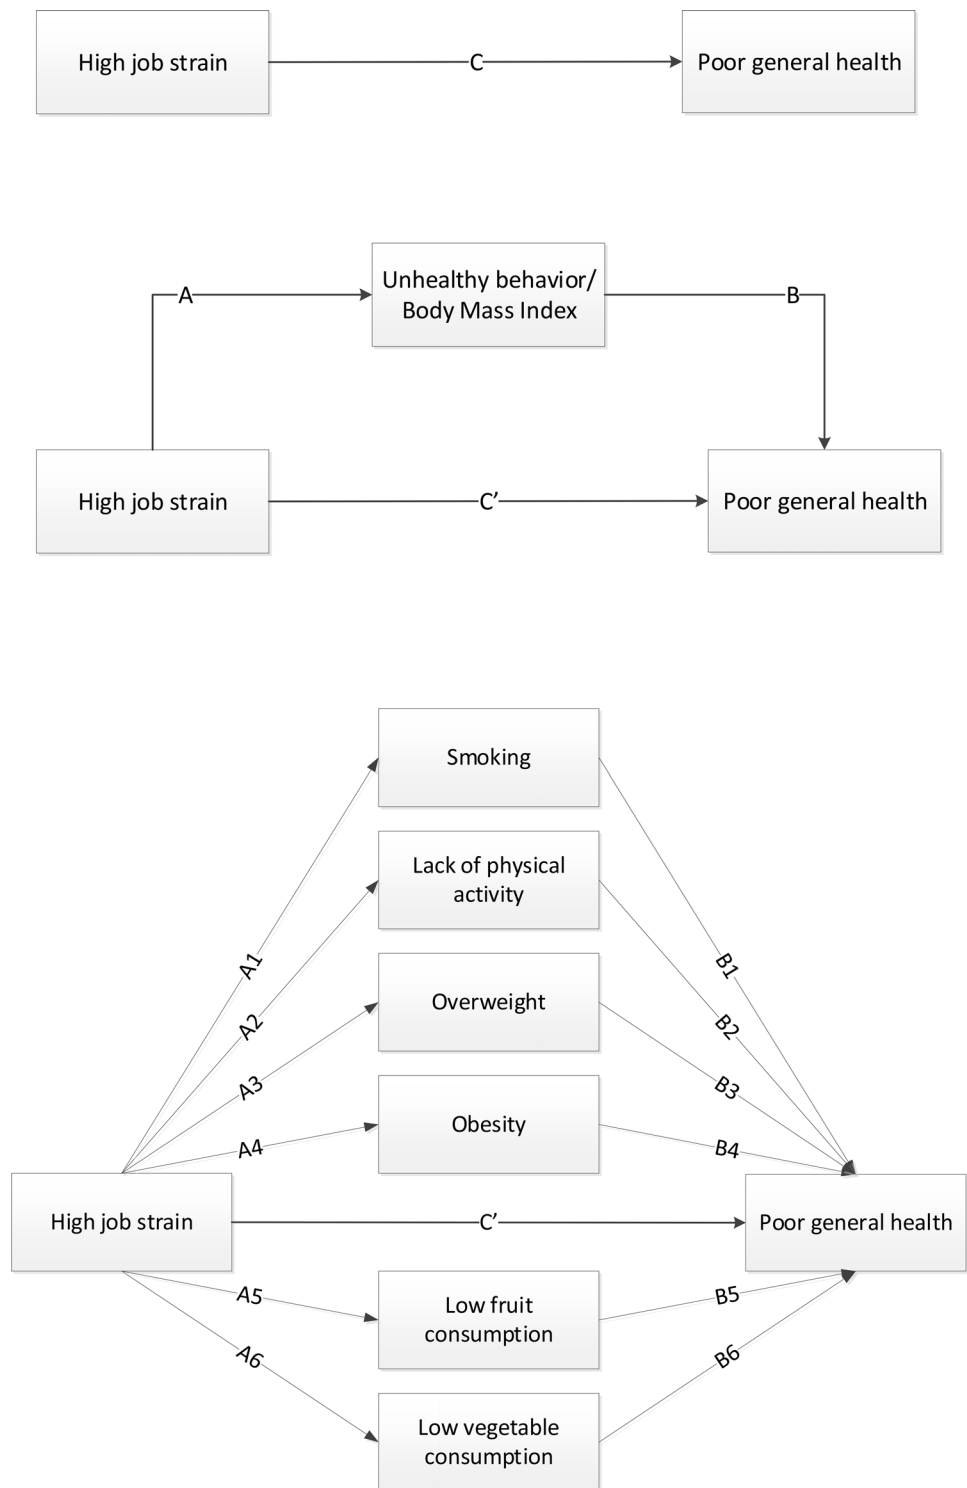 High job strain
C
Poor general health
Unhealthy behavior/
Body Mass Index
A
B
High job strain
C’
Poor general health
Smoking
Lack of physical
activity
Overweight
Obesity
A1
A2
A3
A4
B1
B2
B3
B4
High job strain
C’
Poor general health
A5
A6
Low fruit
consumption
B5
B6
Low vegetable
consumption